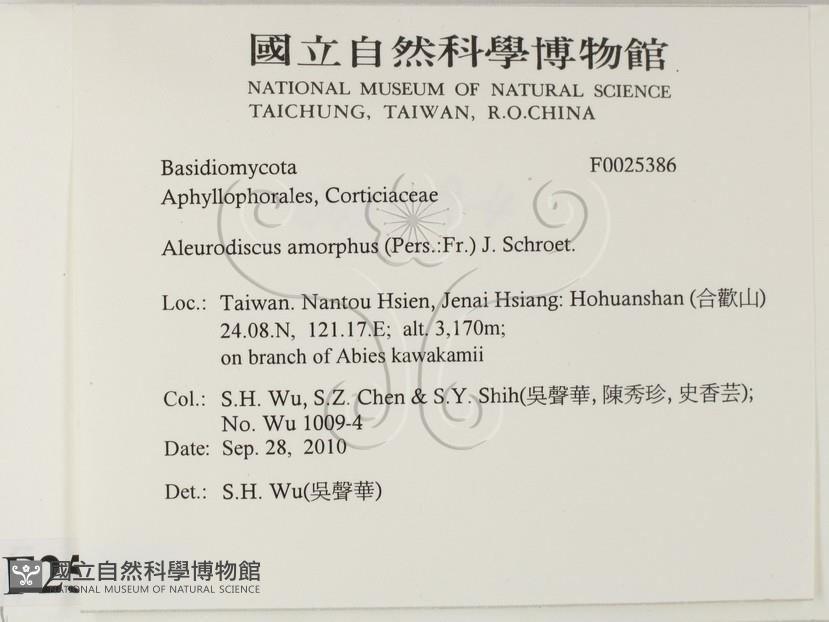 國立自然科學博物館
NATIONAL MUSEUM OF NATURAL SCIENCE
TAICHUNG, TAIWAN, R.O.CHINA
Basidiomycota F0025386
Aphyllophorales, Corticiaceae
Aleurodiscus amorphus (Pers.:Fr.) J. Schroet.
Loc.: Taiwan. Nantou Hsien, Jenai Hsiang: Hohuanshan (合歡山)
24.08.N, 121.17.E; alt. 3,170m;
on branch of Abies kawakamii
Col.: S.H. Wu, S.Z. Chen & S.Y. Shih(吳聲華, 陳秀珍, 史香芸);
No. Wu 1009-4
Date: Sep. 28, 2010
Det.: S.H. Wu(吳聲華)
國立自然科學博物館
NATIONAL MUSEUM OF NATURAL SCIENCE